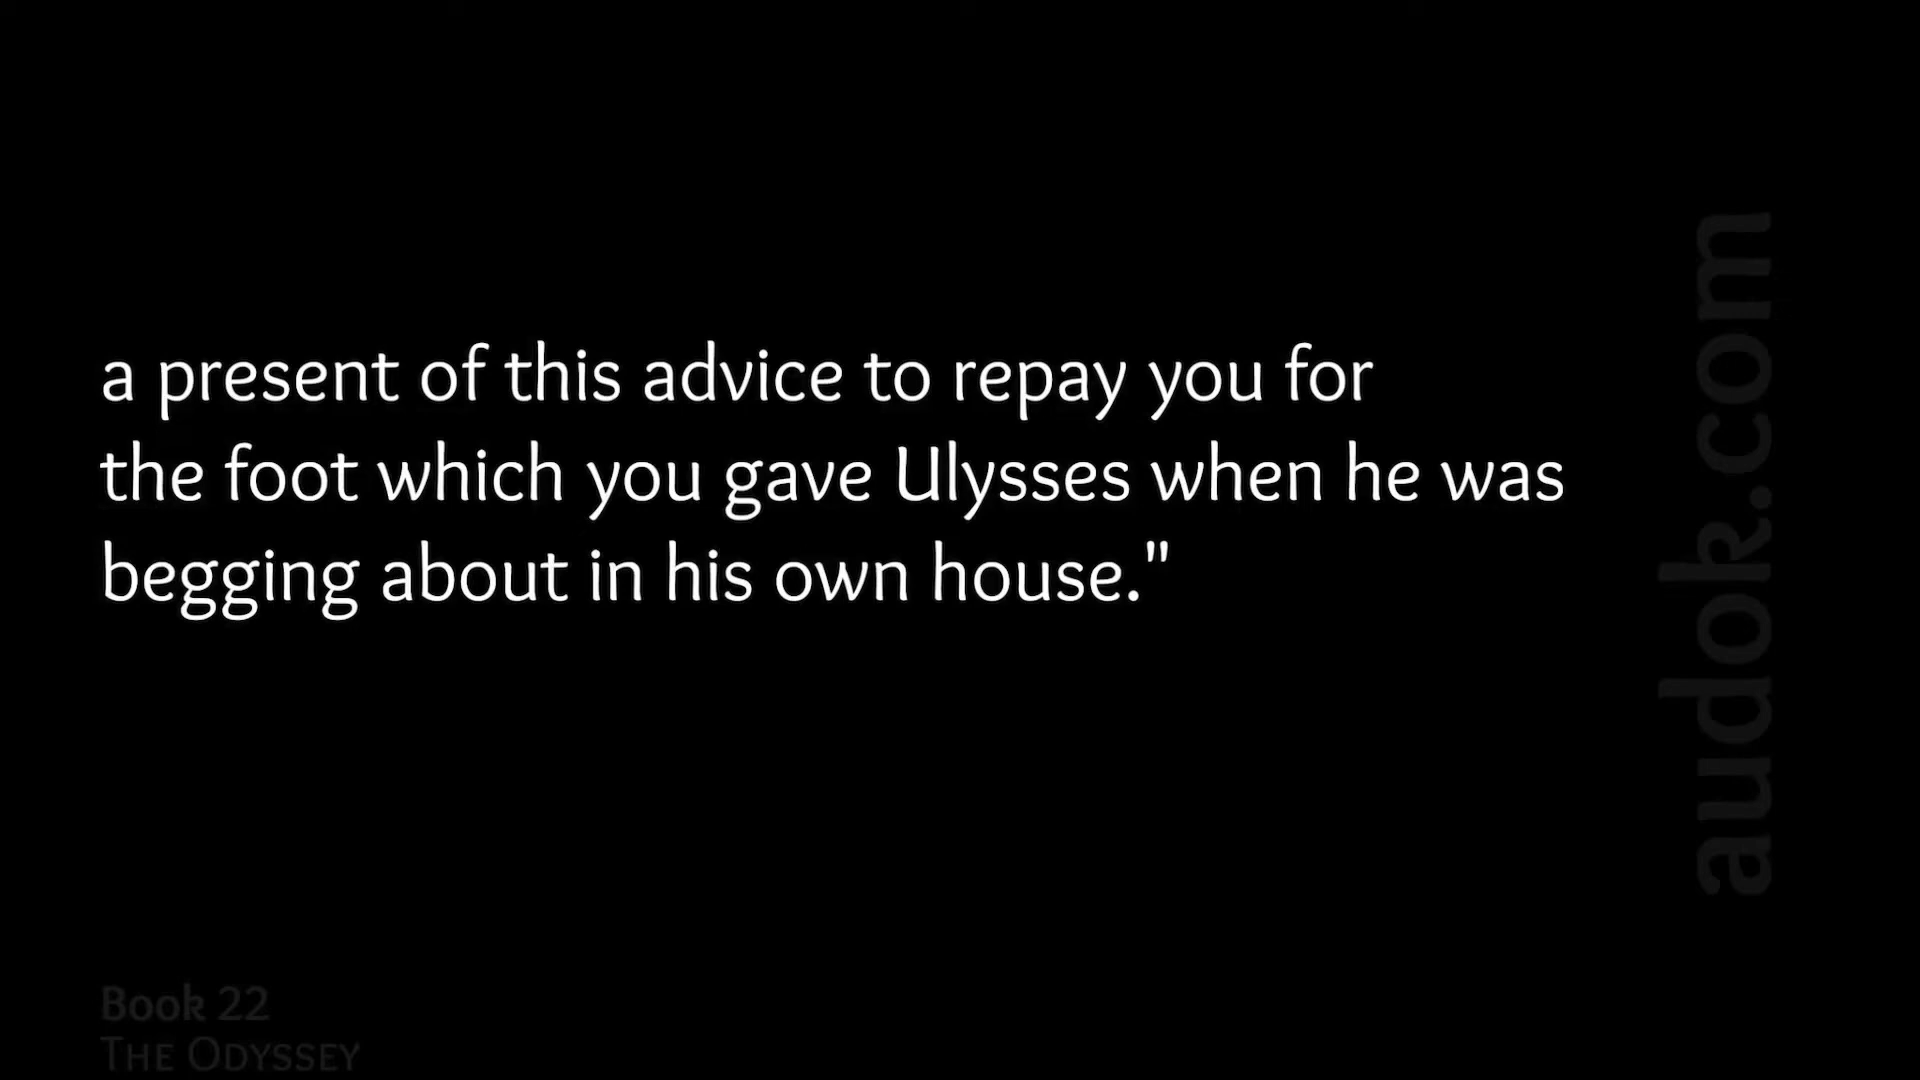 a present of this advice to repay you for
the foot which you gave Ulysses when he was
begging about in his own house."
audok.com
Book 22
THE ODYSSEY